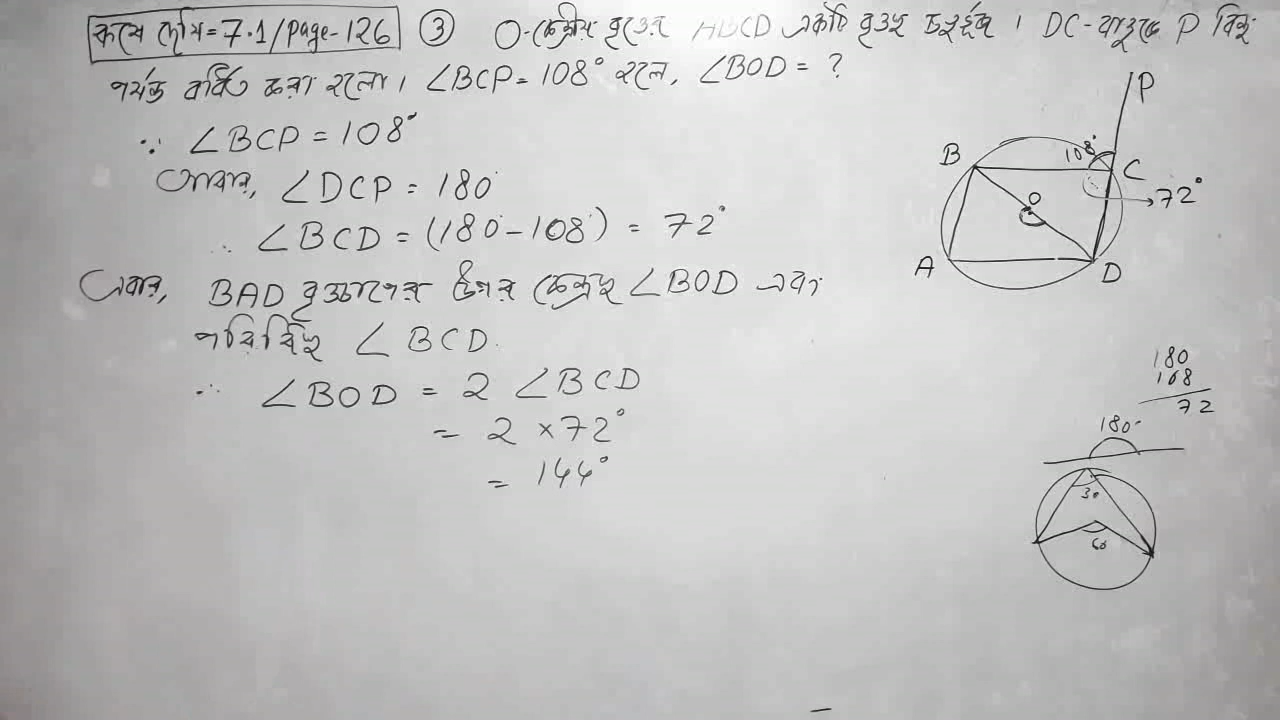 কষে দেখি=7.1/Page-126 ③ O-কেন্দ্রীয় বৃত্তের ABCD একটি বৃত্তস্থ চতুর্ভুজ। DC-বাহুকে P বিন্দু
পর্যন্ত বর্ধিত করা হলো। ∠BCP=108° হলে, ∠BOD = ?
∵ ∠BCP = 108°
আবার, ∠DCP = 180°
∴ ∠BCD = (180°-108°) = 72°
এবার, BAD বৃত্তচাপের উপর কেন্দ্রস্থ ∠BOD এবং
পরিধিস্থ ∠BCD.
∴ ∠BOD = 2 ∠BCD
= 2 × 72°
= 144°
P
B
108°
C
72°
O
A
D
180
108
72
180°
30
60